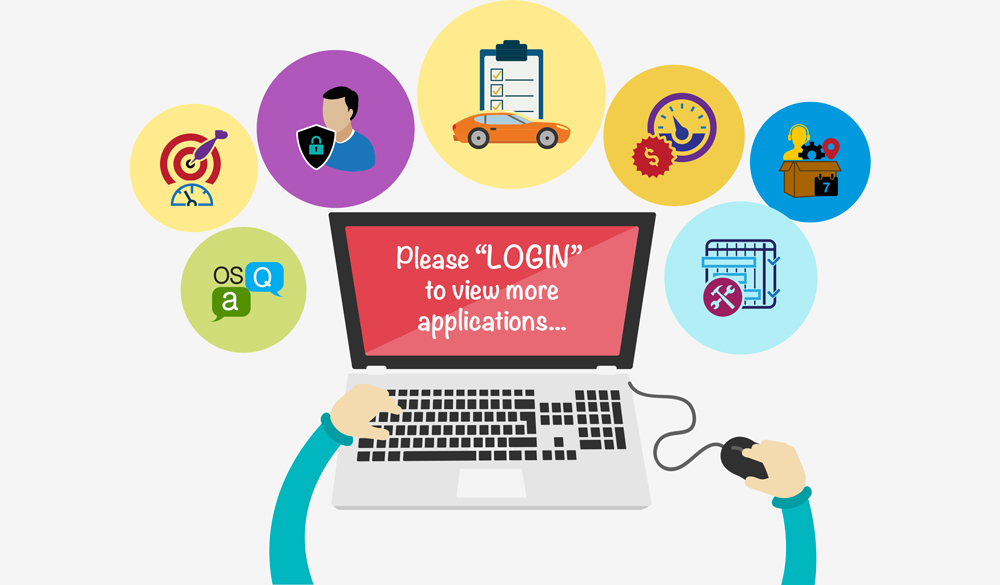 $
7
OS Q
a
Please “LOGIN”
to view more
applications...